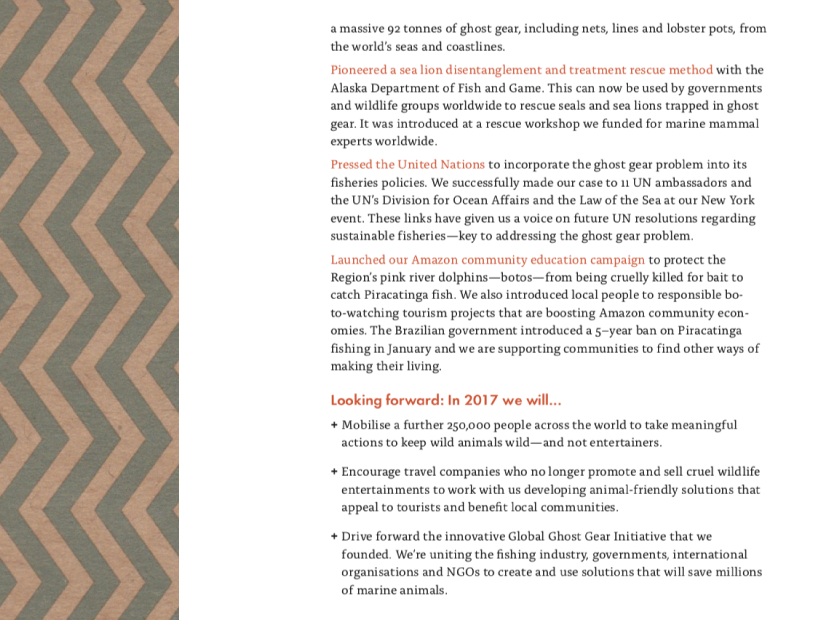 a massive 92 tonnes of ghost gear, including nets, lines and lobster pots, from
the world's seas and coastlines.
Pioneered a sea lion disentanglement and treatment rescue method with the
Alaska Department of Fish and Game. This can now be used by governments
and wildlife groups worldwide to rescue seals and sea lions trapped in ghost
gear. It was introduced at a rescue workshop we funded for marine mammal
experts worldwide.
Pressed the United Nations to incorporate the ghost gear problem into its
fisheries policies. We successfully made our case to 11 UN ambassadors and
the UN's Division for Ocean Affairs and the Law of the Sea at our New York
event. These links have given us a voice on future UN resolutions regarding
sustainable fisheries—key to addressing the ghost gear problem.
Launched our Amazon community education campaign to protect the
Region's pink river dolphins—botos—from being cruelly killed for bait to
catch Piracatinga fish. We also introduced local people to responsible bo-
to-watching tourism projects that are boosting Amazon community econ-
omies. The Brazilian government introduced a 5–year ban on Piracatinga
fishing in January and we are supporting communities to find other ways of
making their living.
Looking forward: In 2017 we will...
+ Mobilise a further 250,000 people across the world to take meaningful
actions to keep wild animals wild—and not entertainers.
+ Encourage travel companies who no longer promote and sell cruel wildlife
entertainments to work with us developing animal-friendly solutions that
appeal to tourists and benefit local communities.
+ Drive forward the innovative Global Ghost Gear Initiative that we
founded. We're uniting the fishing industry, governments, international
organisations and NGOs to create and use solutions that will save millions
of marine animals.